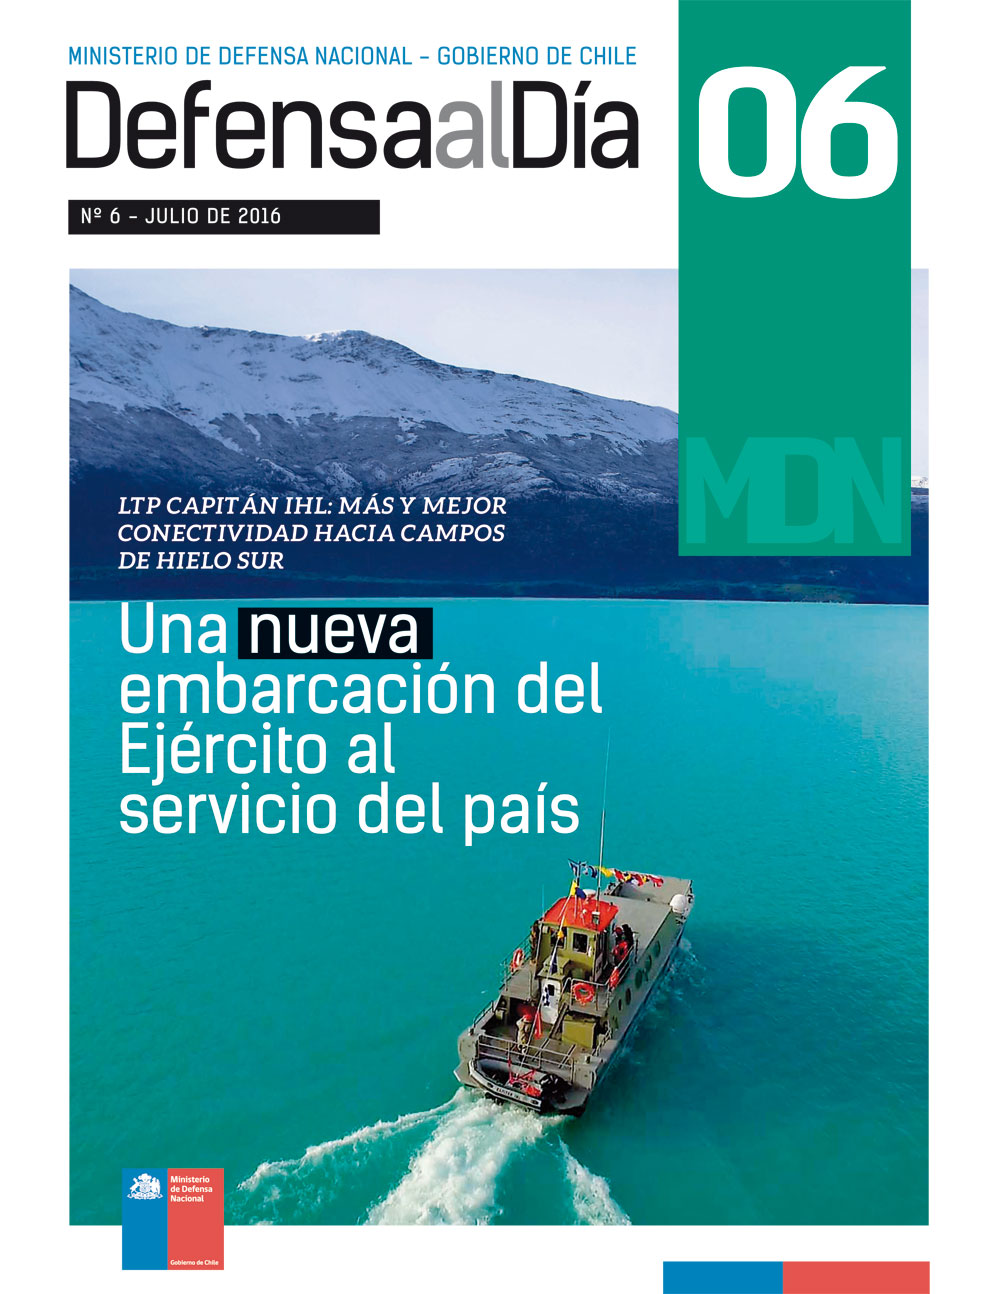 MINISTERIO DE DEFENSA NACIONAL – GOBIERNO DE CHILE
DefensaalDía
Nº 6 – JULIO DE 2016
06
MDN
LTP CAPITÁN IHL: MÁS Y MEJOR
CONECTIVIDAD HACIA CAMPOS
DE HIELO SUR
Una nueva
embarcación del
Ejército al
servicio del país
Ministerio
de Defensa
Nacional
Gobierno de Chile